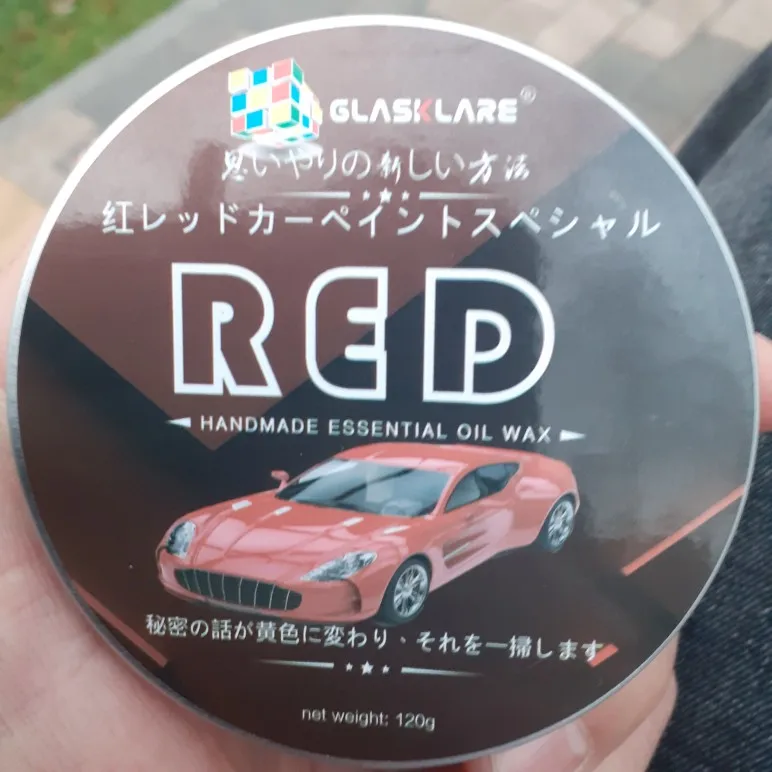 GLASKLARE®
思いやりの新しい方法
紅レッドカーペイントスペシャル
RED
HANDMADE ESSENTIAL OIL WAX
秘密の話が黄色に変わり、それを一掃します
net weight: 120g